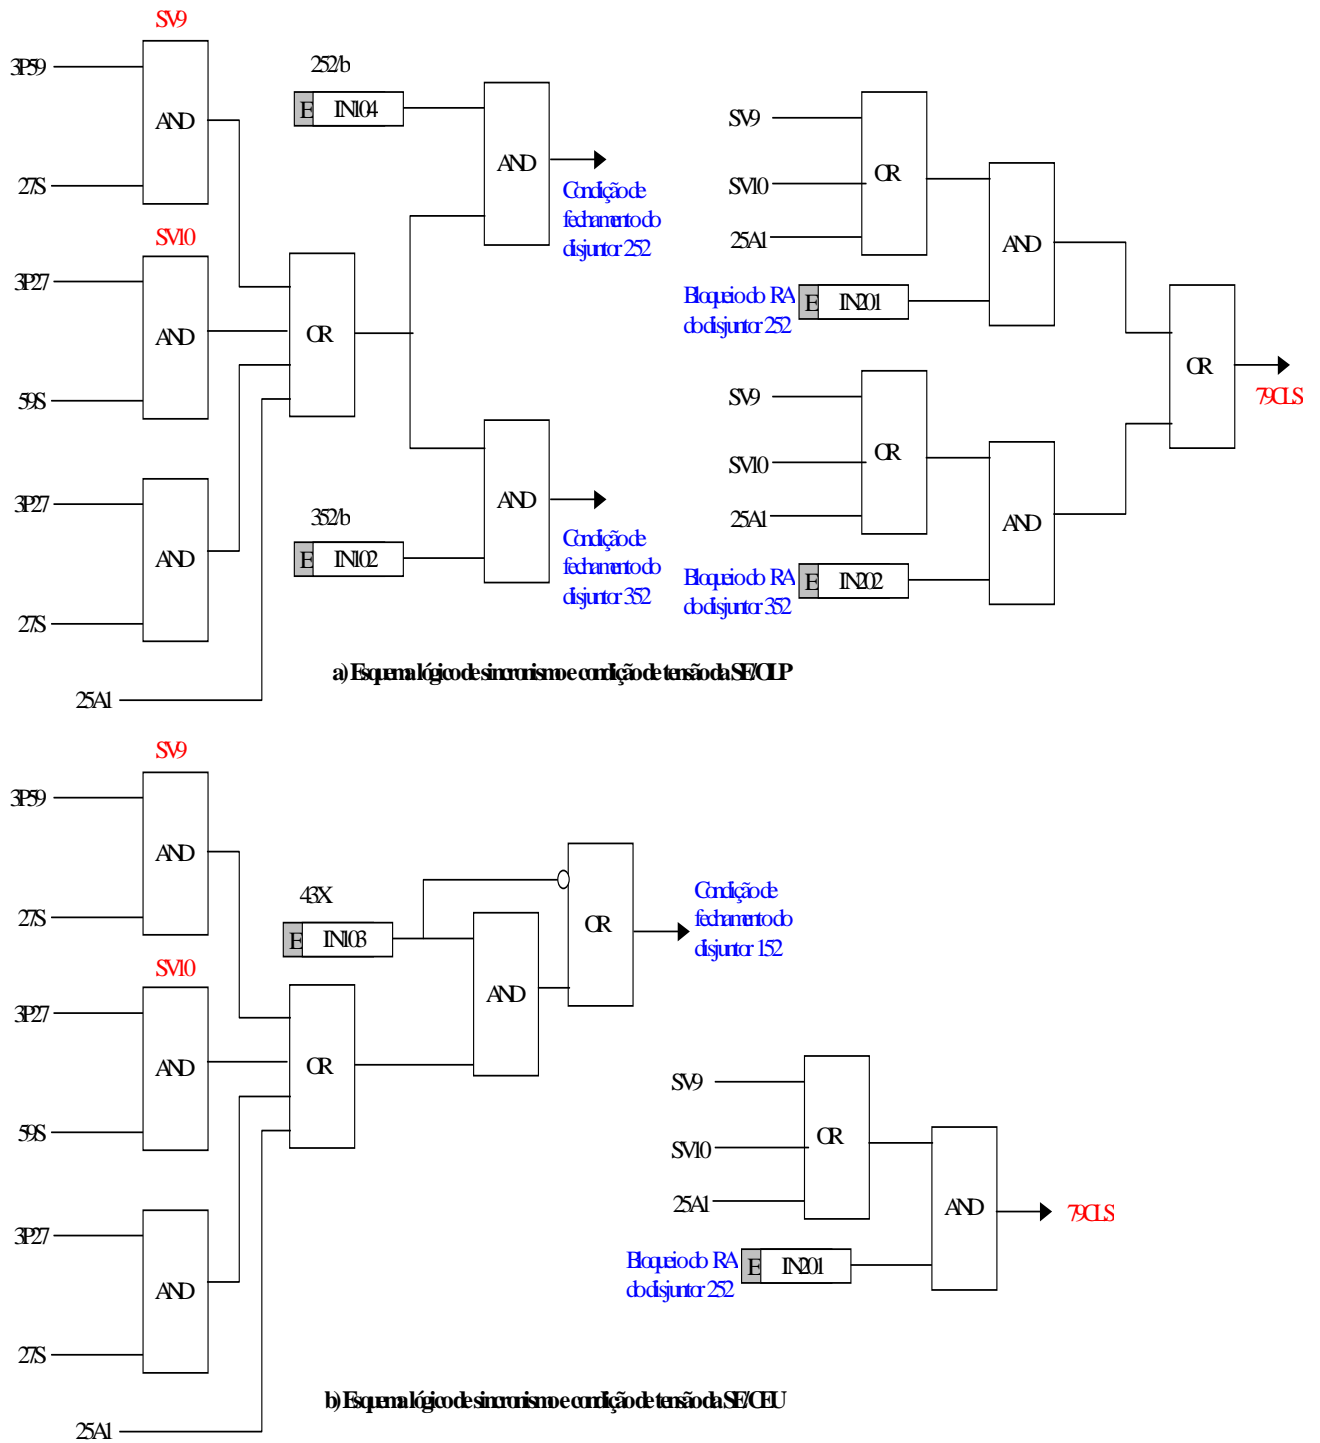 SV9
3P59
AND
27S
SV10
3P27
AND
59S
3P27
AND
27S
25A1
OR
252/b
E IN104
AND
Condição de
fechamento do
disjuntor 252
352/b
E IN102
AND
Condição de
fechamento do
disjuntor 352
SV9
SV10
25A1
OR
AND
Bloqueio do RA
do disjuntor 252
E IN201
SV9
SV10
25A1
OR
AND
Bloqueio do RA
do disjuntor 352
E IN202
OR
79CLS
a) Esquema lógico de sincronismo e condição de tensão da SE/OLP
SV9
3P59
AND
27S
SV10
3P27
AND
59S
3P27
AND
27S
25A1
OR
43X
E IN103
AND
OR
Condição de
fechamento do
disjuntor 152
SV9
SV10
25A1
OR
AND
Bloqueio do RA
do disjuntor 252
E IN201
79CLS
b) Esquema lógico de sincronismo e condição de tensão da SE/CEU